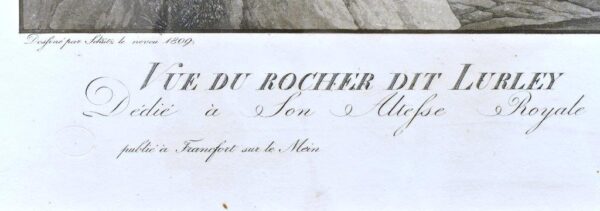 Dessiné par Schütz le neveu 1809.
VUE DU ROCHER DIT LURLEY
Dédié à Son Altesse Royale
publié à Francfort sur le Mein